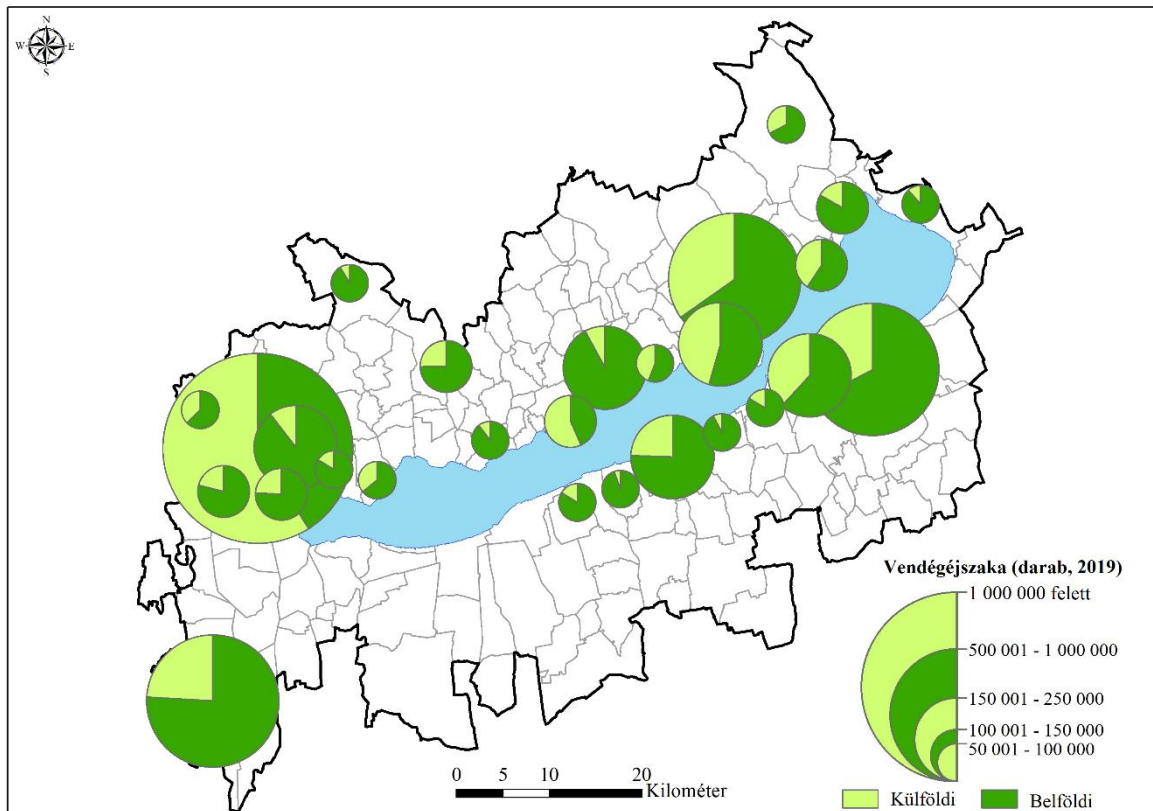 N
W E
S
Vendégéjszaka (darab, 2019)
1 000 000 felett
500 001 - 1 000 000
150 001 - 250 000
100 001 - 150 000
50 001 - 100 000
0 5 10 20
Kilométer
Külföldi Belföldi